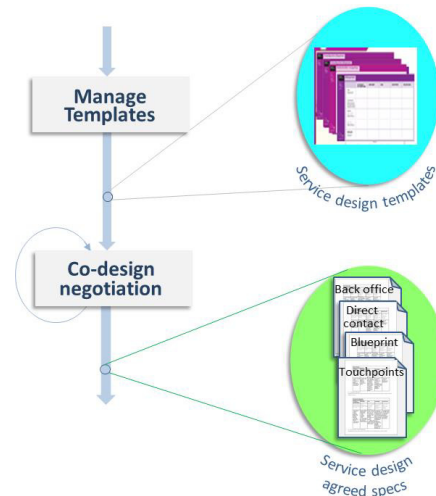 Manage
Templates
Service design templates
Co-design
negotiation
Back office
Direct
contact
Blueprint
Touchpoints
Service design
agreed specs